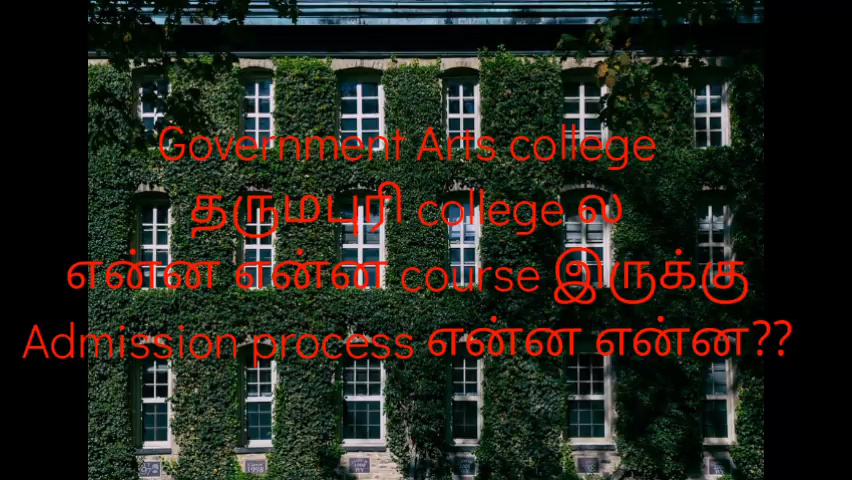 Government Arts college
தருமபுரி college ல
என்ன என்ன course இருக்கு
Admission process என்ன என்ன??